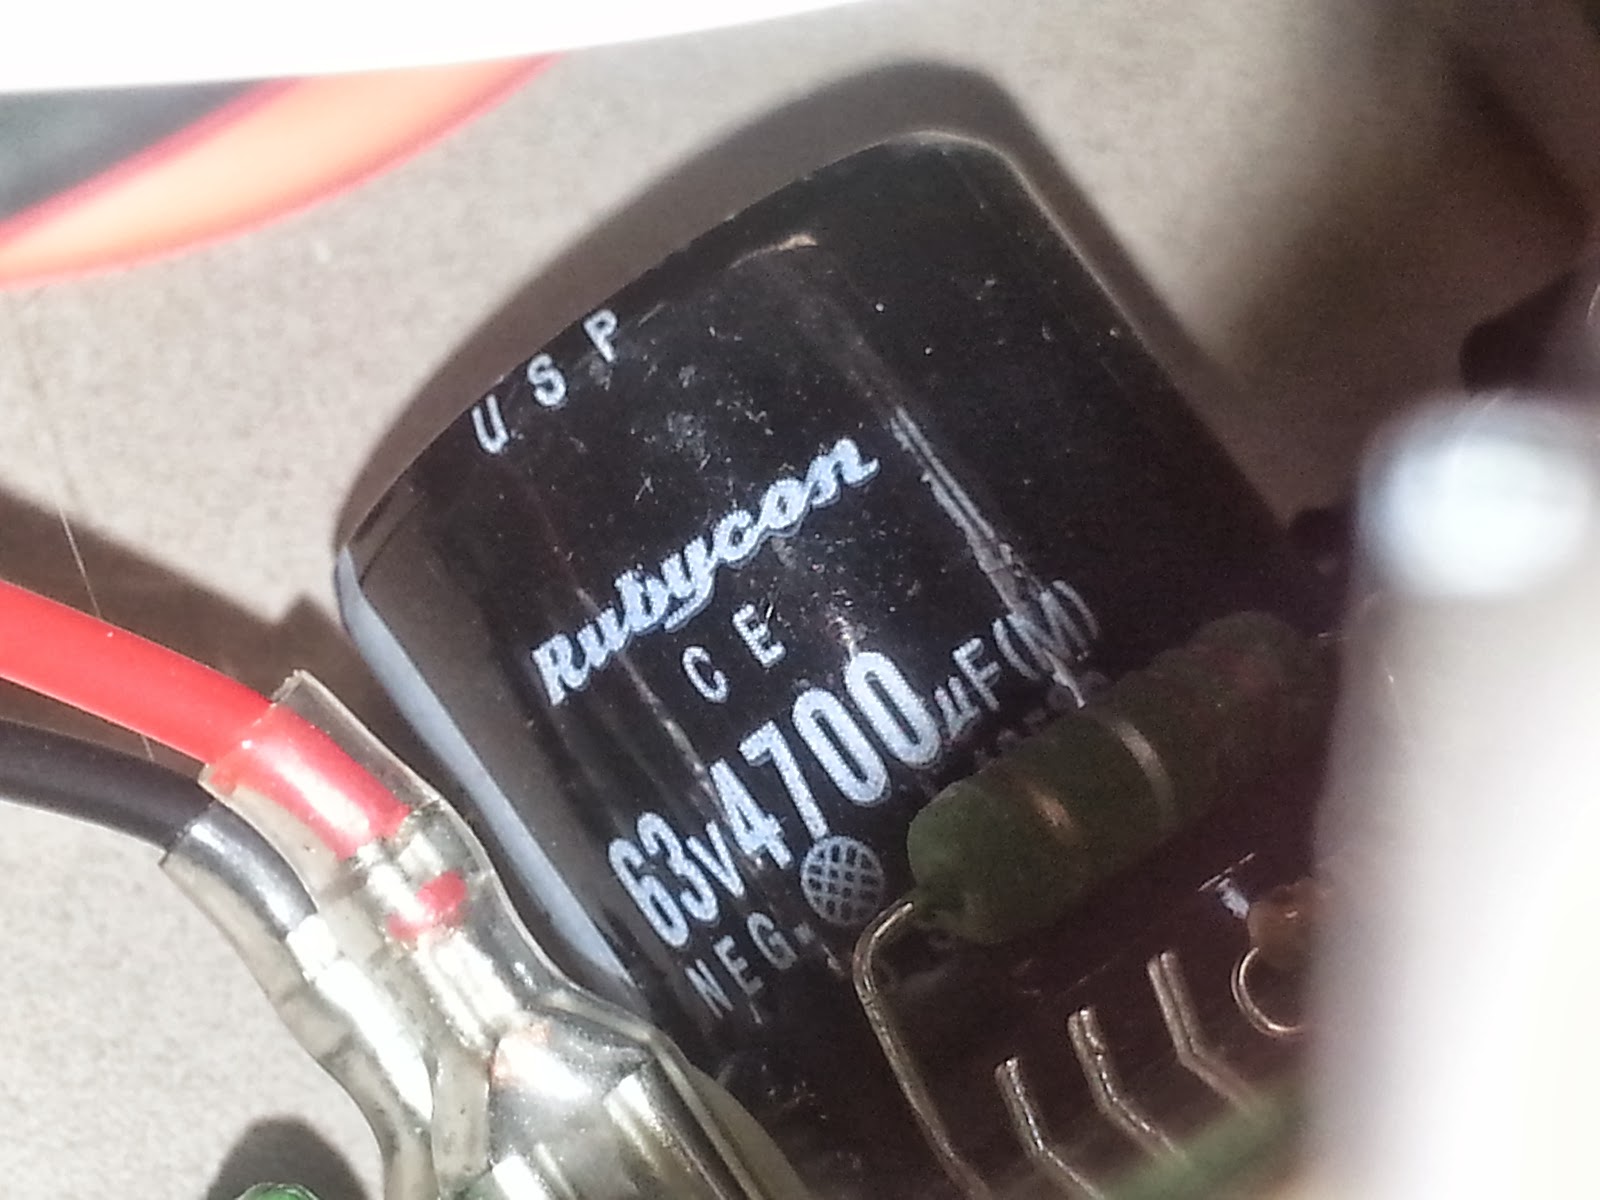 USP
Rubycon
CE
63V4700µF(M)
NEG.